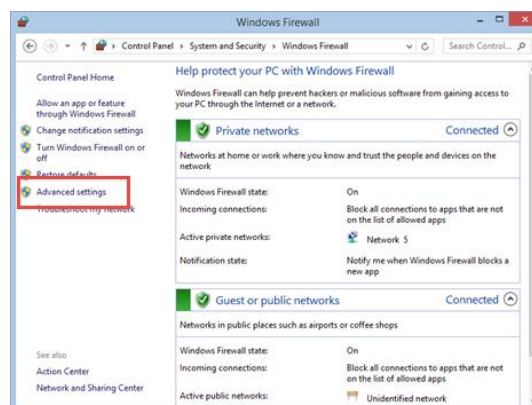 Windows Firewall
Control Panel › System and Security › Windows Firewall
Search Control...
Control Panel Home
Allow an app or feature
through Windows Firewall
Change notification settings
Turn Windows Firewall on or
off
Restore defaults
Advanced settings
Troubleshoot my network
See also
Action Center
Network and Sharing Center
Help protect your PC with Windows Firewall
Windows Firewall can help prevent hackers or malicious software from gaining access to
your PC through the Internet or a network.
Private networks Connected
Networks at home or work where you know and trust the people and devices on the
network
Windows Firewall state: On
Incoming connections: Block all connections to apps that are not
on the list of allowed apps
Active private networks: Network 5
Notification state: Notify me when Windows Firewall blocks a
new app
Guest or public networks Connected
Networks in public places such as airports or coffee shops
Windows Firewall state: On
Incoming connections: Block all connections to apps that are not
on the list of allowed apps
Active public networks: Unidentified network